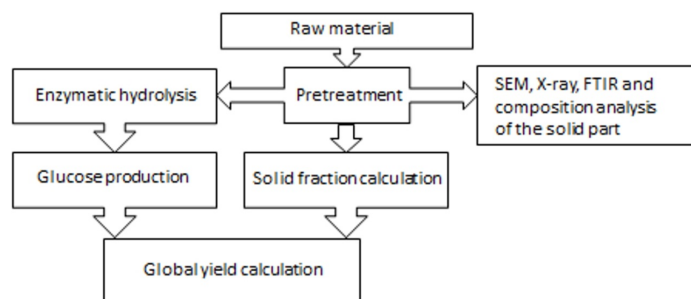 Raw material
Enzymatic hydrolysis
Pretreatment
SEM, X-ray, FTIR and
composition analysis
of the solid part
Glucose production
Solid fraction calculation
Global yield calculation